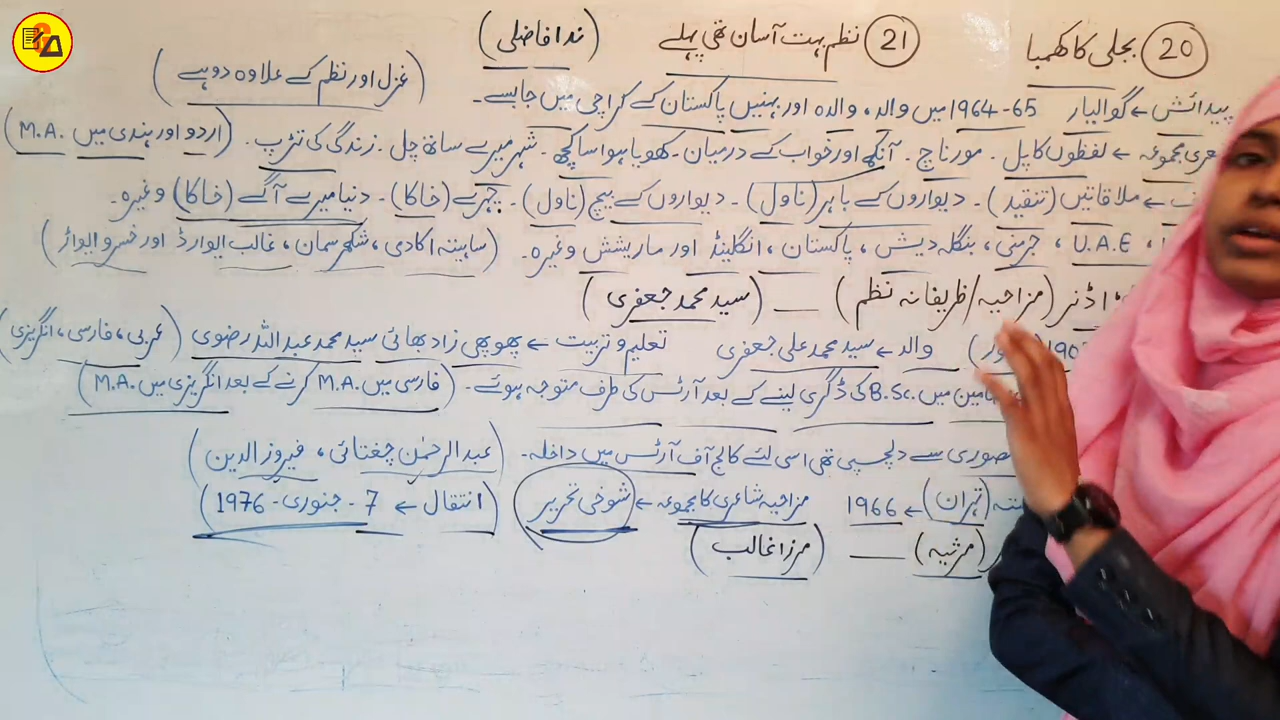 20 بجلی کا کھمبا 21 نظم بہت آسان تھی پہلے (ندا فاضلی)
(غزل اور نظم کے علاوہ دوہے)
پیدائش ← گوالیار 1964-65 میں والد، والدہ اور بہنیں پاکستان کے کراچی میں جا بسے۔
مجموعہ ← لفظوں کا پل۔ مور ناچ۔ آنکھ اور خواب کے درمیان۔ کھویا ہوا سا کچھ۔ شہر میرے ساتھ چل۔ زندگی کی تڑپ۔ (اردو اور ہندی میں M.A.)
← ملاقاتیں (تنقید)۔ دیواروں کے باہر (ناول)۔ دیواروں کے بیچ (ناول)۔ چہرے (خاکا)۔ دنیا میرے آگے (خاکا) وغیرہ۔
، U.A.E ، جرمنی، بنگلہ دیش، پاکستان، انگلینڈ اور ماریشش وغیرہ۔ (ساہتیہ اکادمی، شکھر سمان، غالب ایوارڈ اور خسرو ایوارڈ)
(مزاحیہ/ظریفانہ نظم) — (سید محمد جعفری)
والد ← سید محمد علی جعفری تعلیم و تربیت ← پھوپھی زاد بھائی سید محمد عبداللہ رضوی (عربی، فارسی، انگریزی)
میں B.Sc. کی ڈگری لینے کے بعد آرٹس کی طرف متوجہ ہوئے۔ (فارسی میں M.A. کرنے کے بعد انگریزی میں M.A.)
سے دلچسپی تھی اسی لئے کالج آف آرٹس میں داخلہ۔ (عبدالرحمٰن چغتائی، فیروز الدین)
(تہران) ← 1966 مزاحیہ شاعری کا مجموعہ ← شوخی تحریر (انتقال ← 7 - جنوری - 1976)
(مرثیہ) — (مرزا غالب)